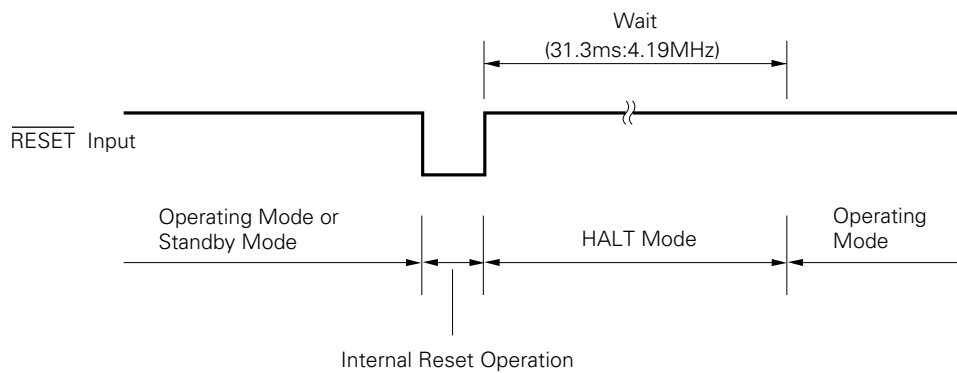 Wait
(31.3ms:4.19MHz)
RESET Input
Operating Mode or
Standby Mode
HALT Mode
Operating
Mode
Internal Reset Operation